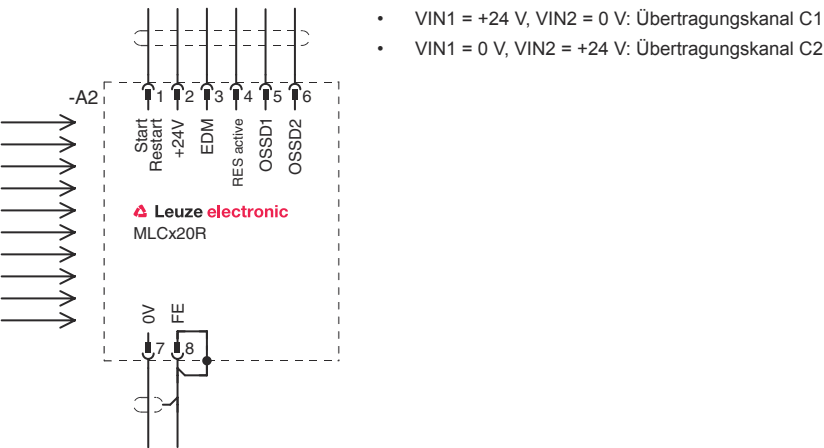 • VIN1 = +24 V, VIN2 = 0 V: Übertragungskanal C1
• VIN1 = 0 V, VIN2 = +24 V: Übertragungskanal C2
-A2
1 2 3 4 5 6
Start
Restart
+24V
EDM
RES active
OSSD1
OSSD2
Leuze electronic
MLCx20R
0V
FE
7 8